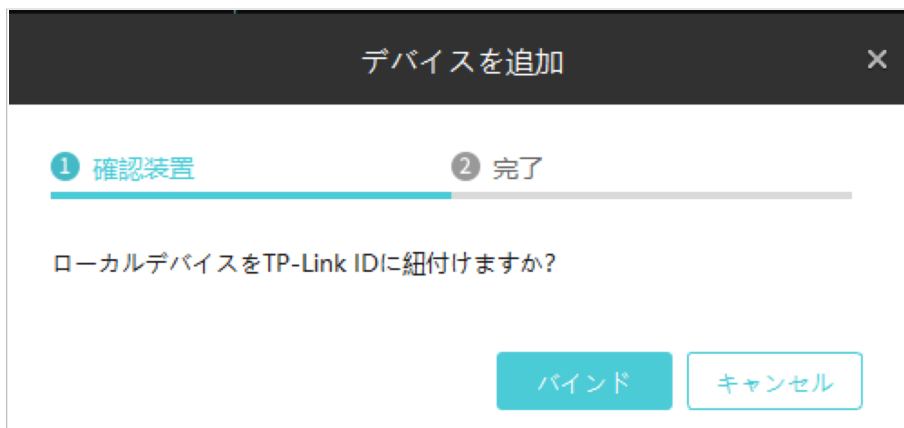 デバイスを追加
1 確認装置
2 完了
ローカルデバイスをTP-Link IDに紐付けますか?
バインド
キャンセル